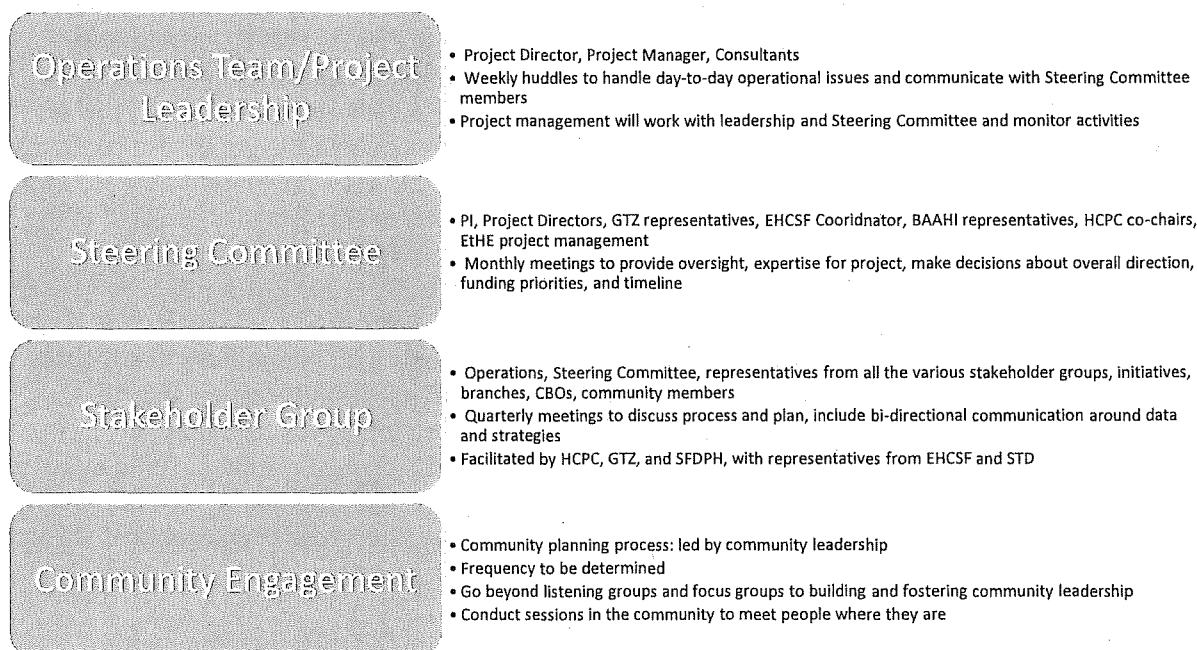 Operations Team/Project
Leadership
• Project Director, Project Manager, Consultants
• Weekly huddles to handle day-to-day operational issues and communicate with Steering Committee
members
• Project management will work with leadership and Steering Committee and monitor activities
Steering Committee
• PI, Project Directors, GTZ representatives, EHCSF Cooridnator, BAAHI representatives, HCPC co-chairs,
EtHE project management
• Monthly meetings to provide oversight, expertise for project, make decisions about overall direction,
funding priorities, and timeline
Stakeholder Group
• Operations, Steering Committee, representatives from all the various stakeholder groups, initiatives,
branches, CBOs, community members
• Quarterly meetings to discuss process and plan, include bi-directional communication around data
and strategies
• Facilitated by HCPC, GTZ, and SFDPH, with representatives from EHCSF and STD
Community Engagement
• Community planning process: led by community leadership
• Frequency to be determined
• Go beyond listening groups and focus groups to building and fostering community leadership
• Conduct sessions in the community to meet people where they are